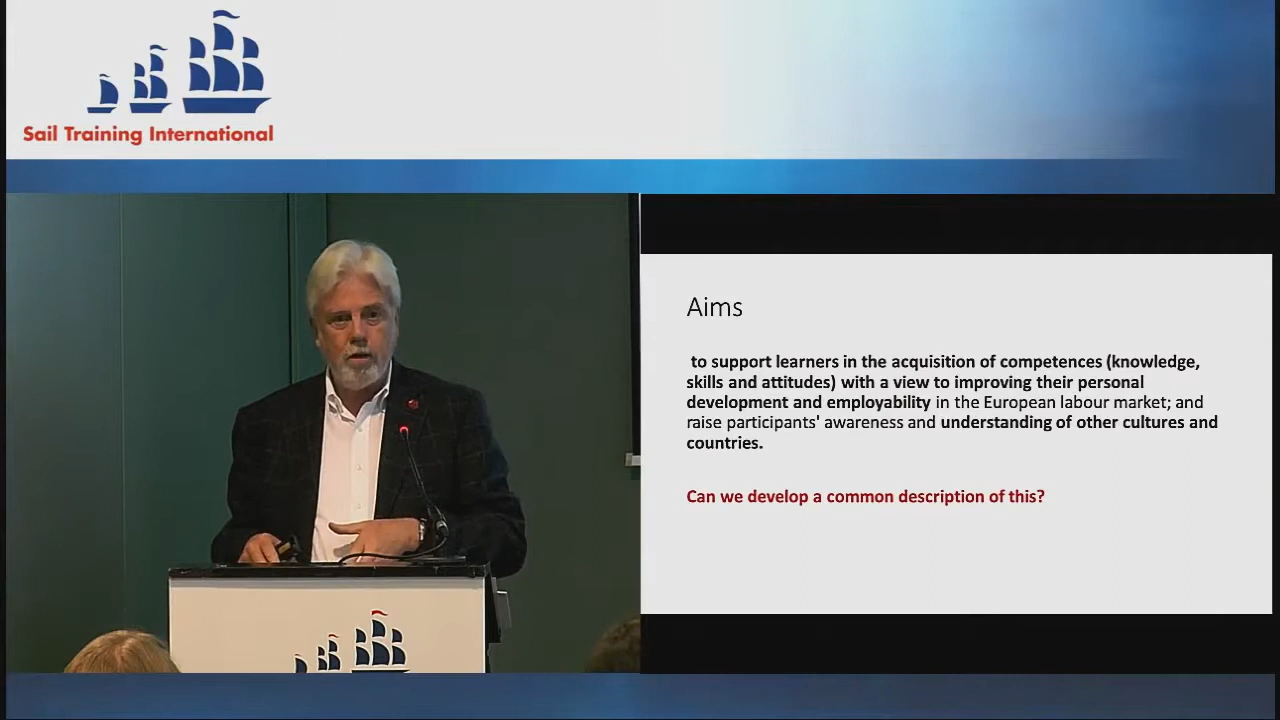 Sail Training International
Aims
to support learners in the acquisition of competences (knowledge,
skills and attitudes) with a view to improving their personal
development and employability in the European labour market; and
raise participants' awareness and understanding of other cultures and
countries.
Can we develop a common description of this?